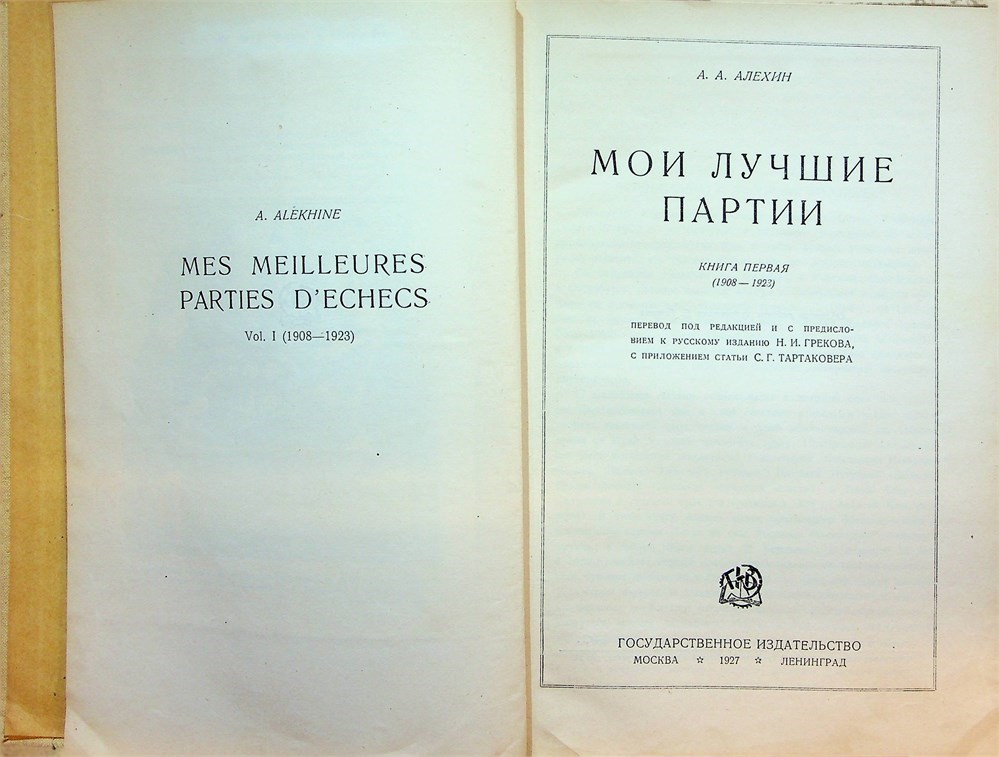 A. ALEKHINE
MES MEILLEURES
PARTIES D'ECHECS
Vol. I (1908—1923)
А. А. АЛЕХИН
МОИ ЛУЧШИЕ
ПАРТИИ
КНИГА ПЕРВАЯ
(1908—1923)
ПЕРЕВОД ПОД РЕДАКЦИЕЙ И С ПРЕДИСЛО-
ВИЕМ К РУССКОМУ ИЗДАНИЮ Н. И. ГРЕКОВА,
С ПРИЛОЖЕНИЕМ СТАТЬИ С. Г. ТАРТАКОВЕРА
ГОСУДАРСТВЕННОЕ ИЗДАТЕЛЬСТВО
МОСКВА ☆ 1927 ☆ ЛЕНИНГРАД